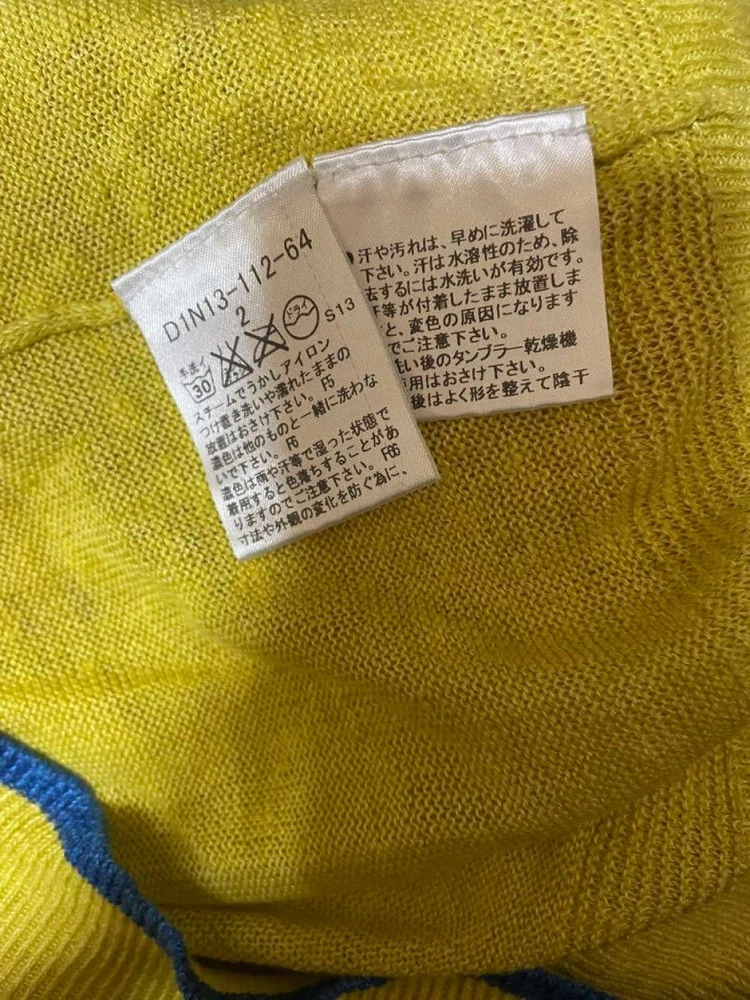 D1N13-112-64
2
手ホイ
30
ドライ
S13
スチームでうかしアイロン
つけ置き洗いや濡れたままの
放置はおさけ下さい。 F5
濃色は他のものと一緒に洗わな
いで下さい。 F6
濃色は雨や汗等で湿った状態で
着用すると色落ちすることがあ
りますのでご注意下さい。 F66
寸法や外観の変化を防ぐ為に、
汗や汚れは、早めに洗濯して
下さい。汗は水溶性のため、除
去するには水洗いが有効です。
汗等が付着したまま放置しま
と、変色の原因になります
でご注意下さい。
洗い後のタンブラー乾燥機
用はおさけ下さい。
後はよく形を整えて陰干